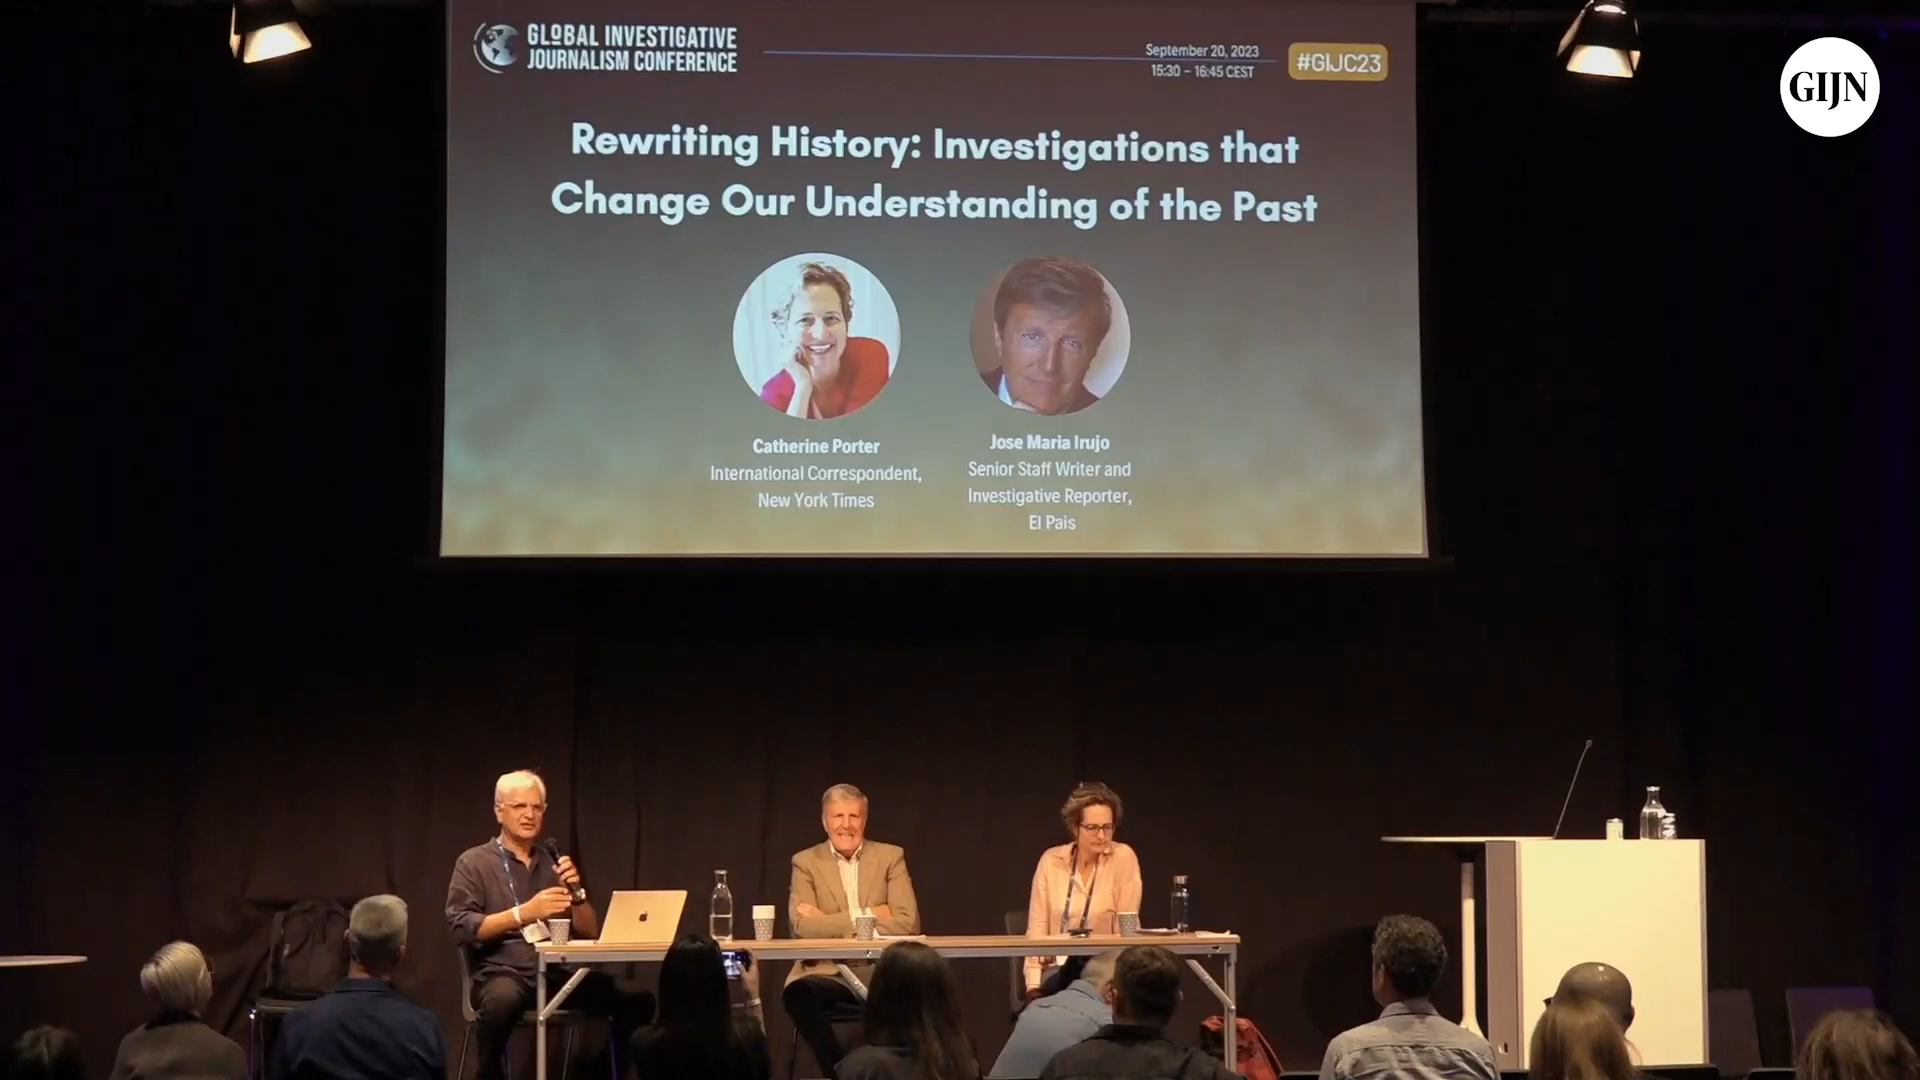 GLOBAL INVESTIGATIVE
JOURNALISM CONFERENCE
September 20, 2023
15:30 – 16:45 CEST
#GIJC23
GIJN
Rewriting History: Investigations that
Change Our Understanding of the Past
Catherine Porter
International Correspondent,
New York Times
Jose Maria Irujo
Senior Staff Writer and
Investigative Reporter,
El Pais